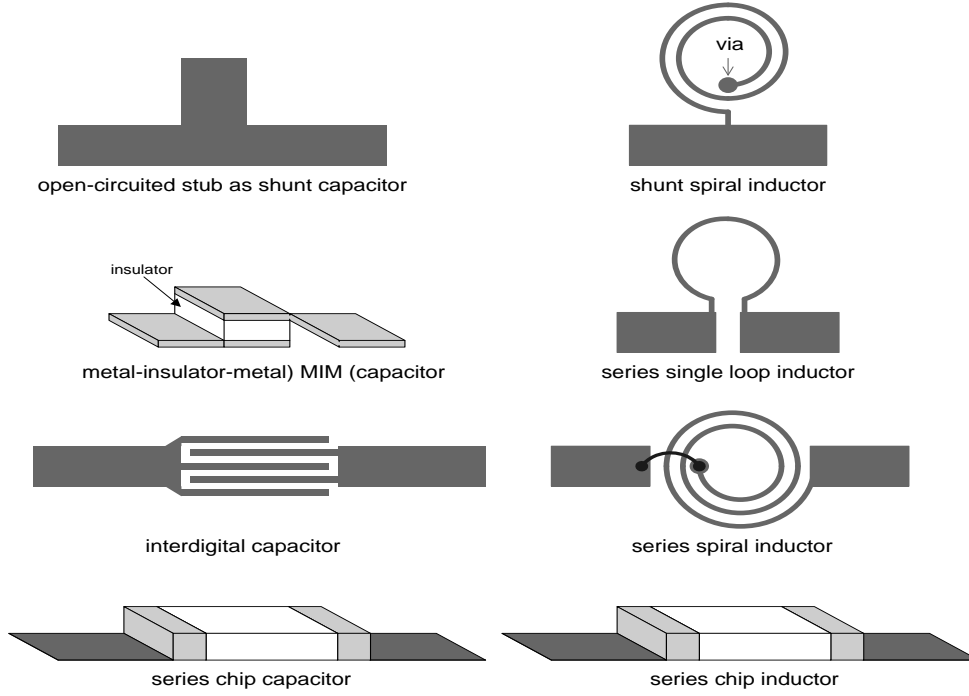 via
open-circuited stub as shunt capacitor
shunt spiral inductor
insulator
metal-insulator-metal) MIM (capacitor
series single loop inductor
interdigital capacitor
series spiral inductor
series chip capacitor
series chip inductor